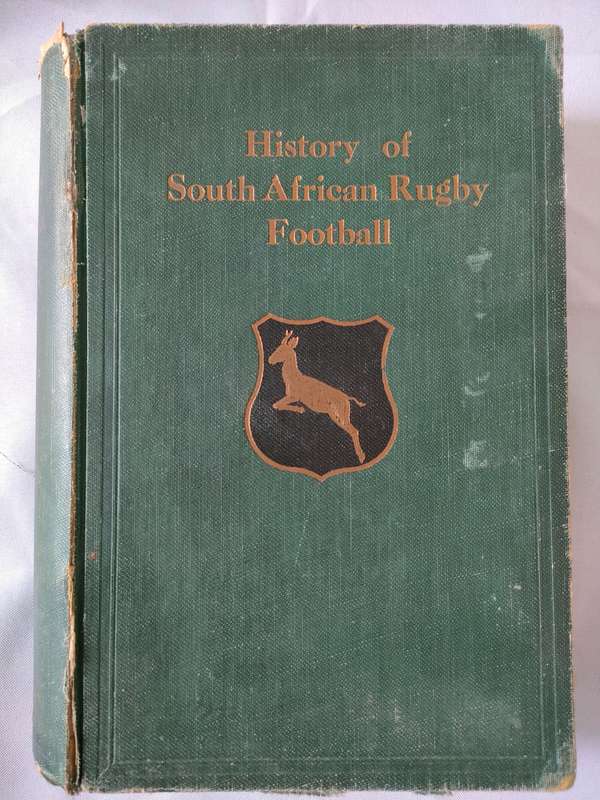 History of
South African Rugby
Football